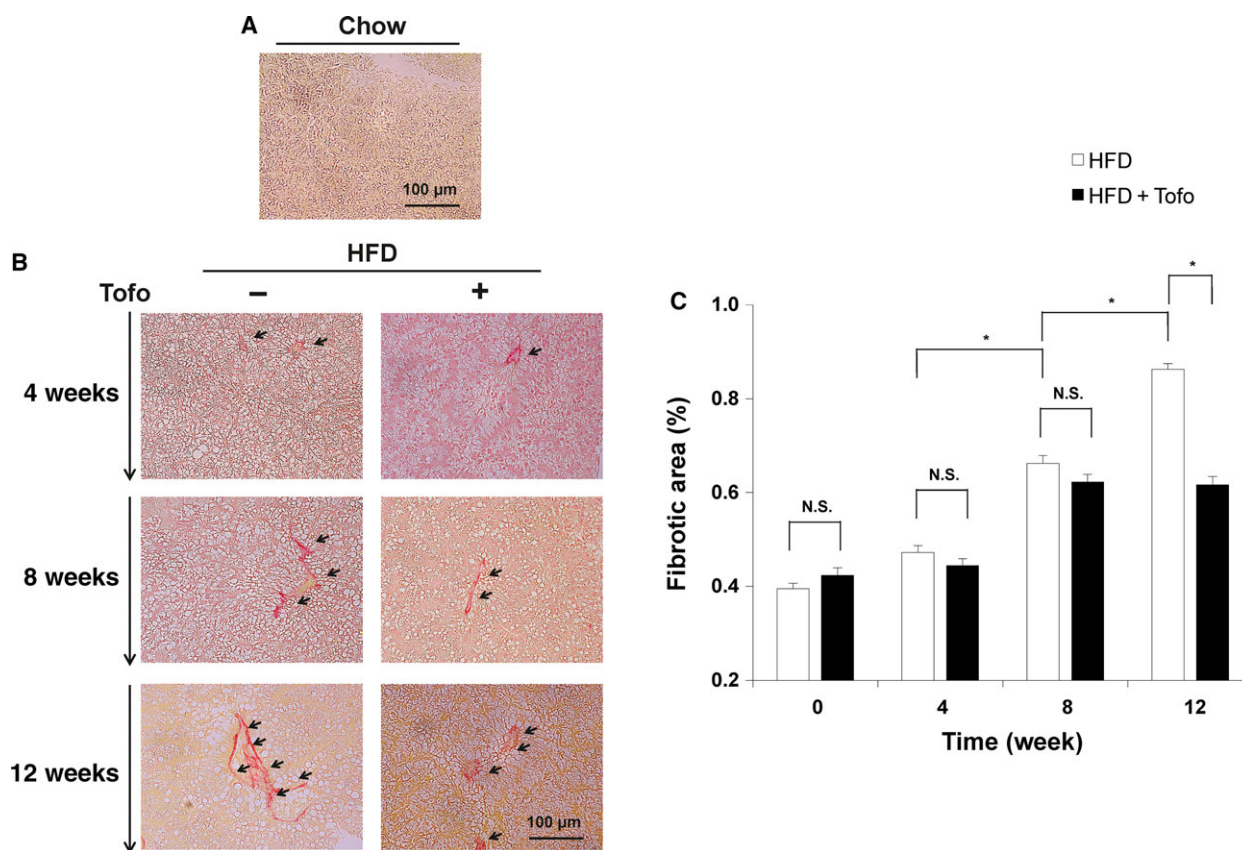 A
Chow
100 µm
B
HFD
Tofo − +
4 weeks
8 weeks
12 weeks
100 µm
HFD
HFD + Tofo
C
Fibrotic area (%)
1.0
0.8
0.6
0.4
0.2
N.S.
N.S.
*
N.S.
*
*
0 4 8 12
Time (week)